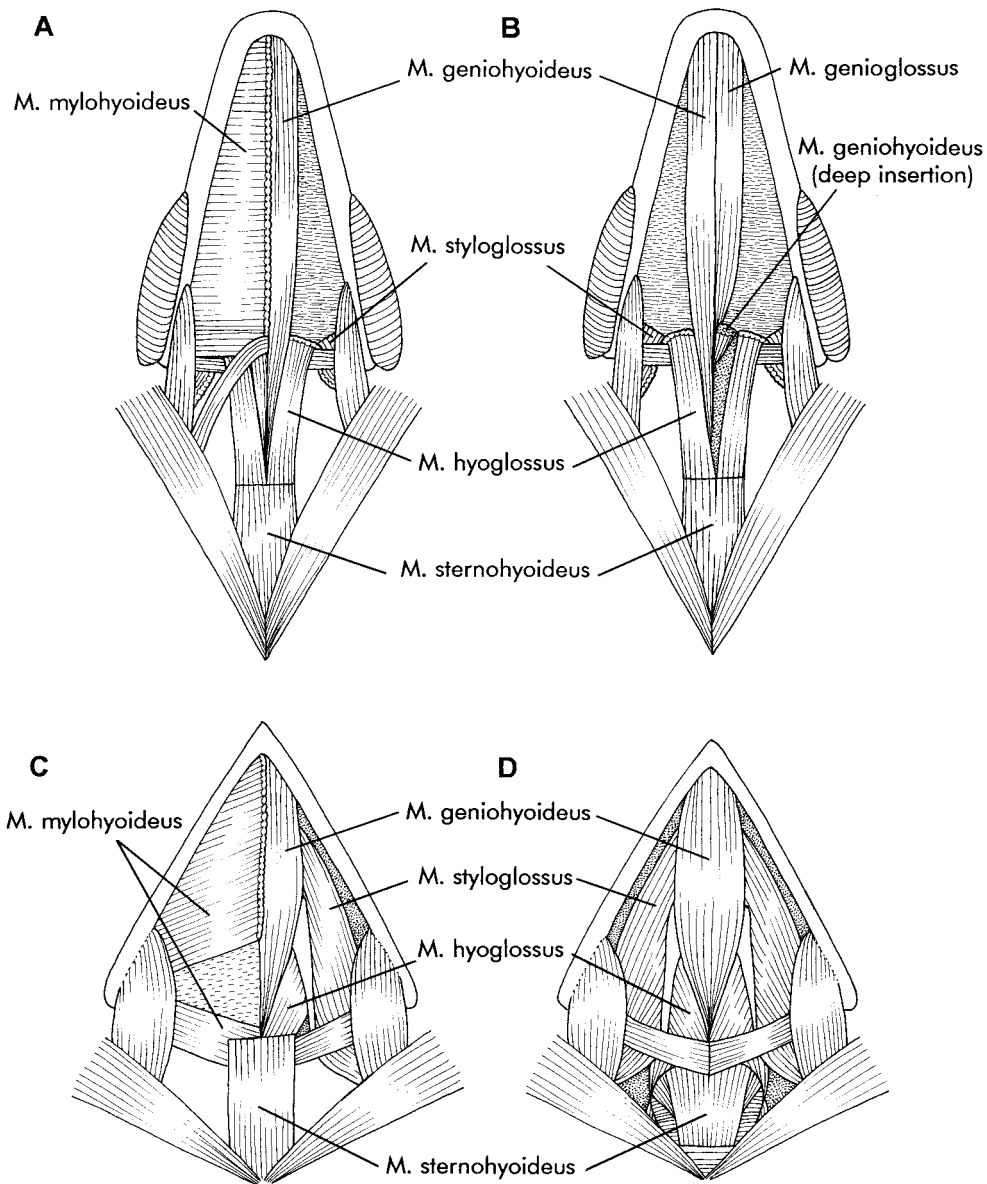 A
B
M. geniohyoideus
M. genioglossus
M. mylohyoideus
M. geniohyoideus
(deep insertion)
M. styloglossus
M. hyoglossus
M. sternohyoideus
C
D
M. mylohyoideus
M. geniohyoideus
M. styloglossus
M. hyoglossus
M. sternohyoideus